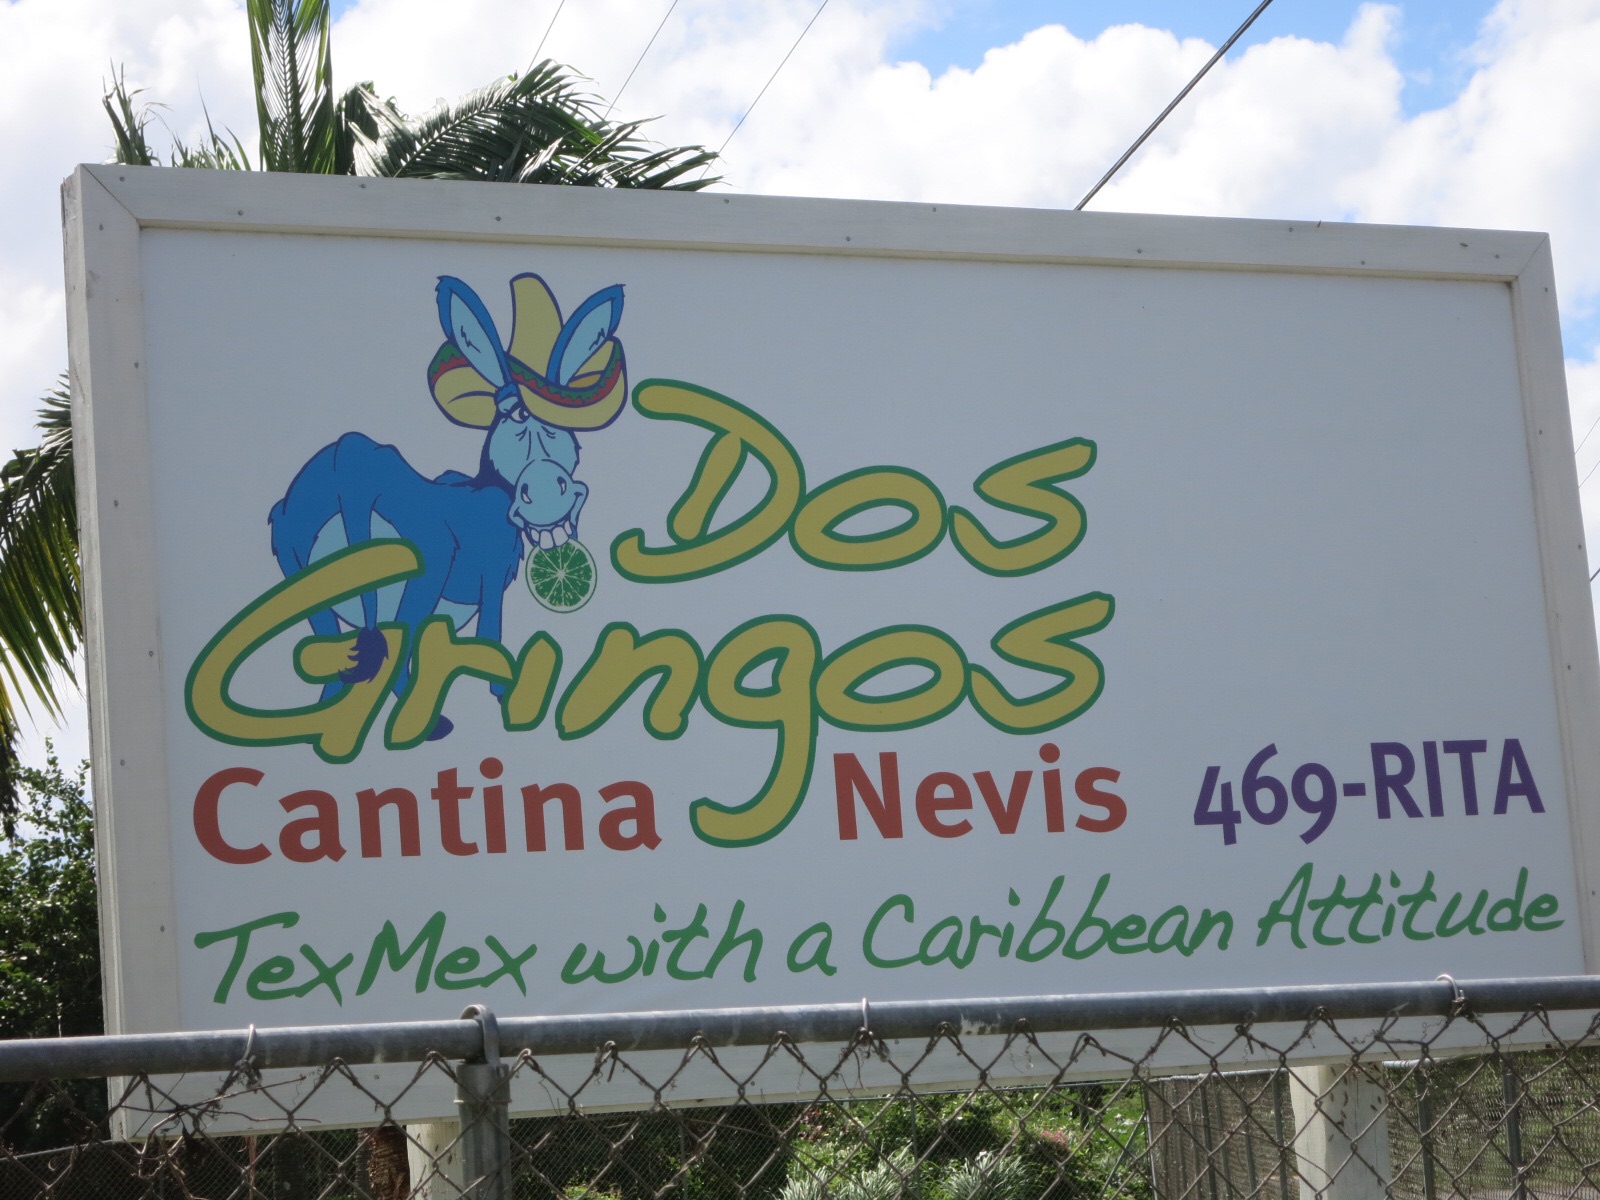 Dos
Gringos
Cantina Nevis 469-RITA
TexMex with a Caribbean Attitude